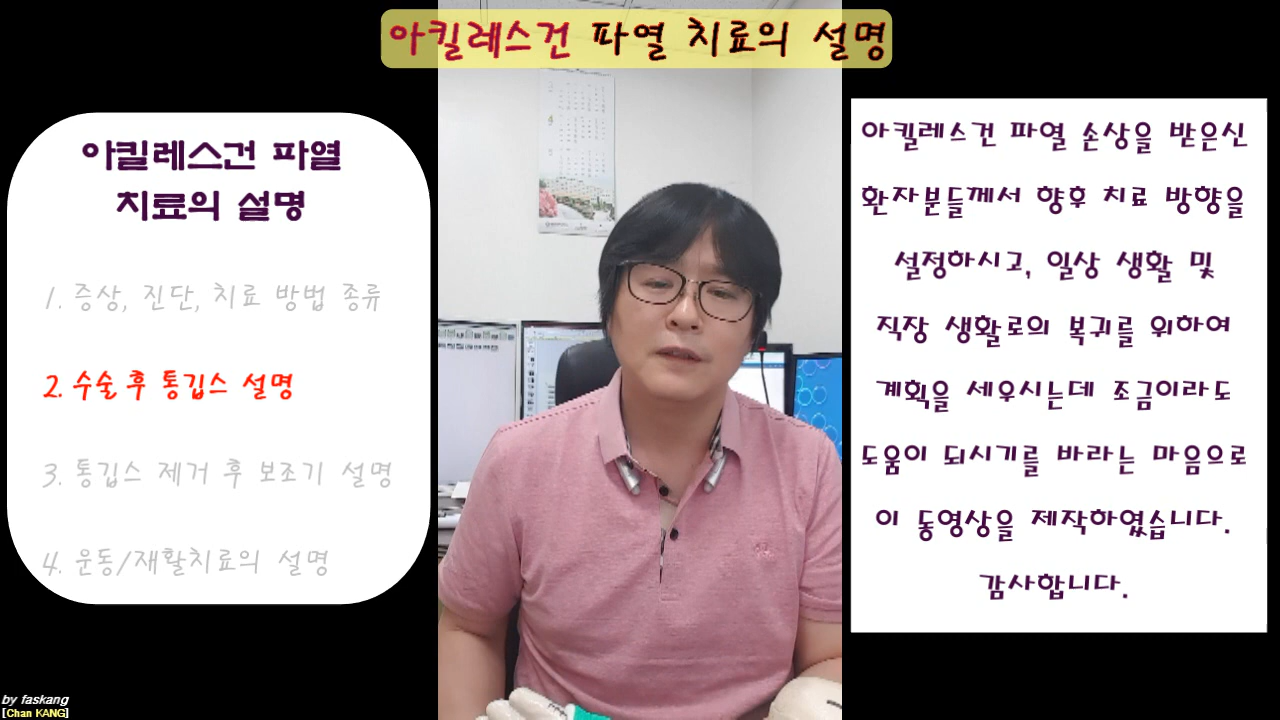 아킬레스건 파열 치료의 설명
아킬레스건 파열
치료의 설명
1. 증상, 진단, 치료 방법 종류
2. 수술 후 통깁스 설명
3. 통깁스 제거 후 보조기 설명
4. 운동/재활치료의 설명
아킬레스건 파열 손상을 받은신
환자분들께서 향후 치료 방향을
설정하시고, 일상 생활 및
직장 생활로의 복귀를 위하여
계획을 세우시는데 조금이라도
도움이 되시기를 바라는 마음으로
이 동영상을 제작하였습니다.
감사합니다.
by faskang
[Chan KANG]